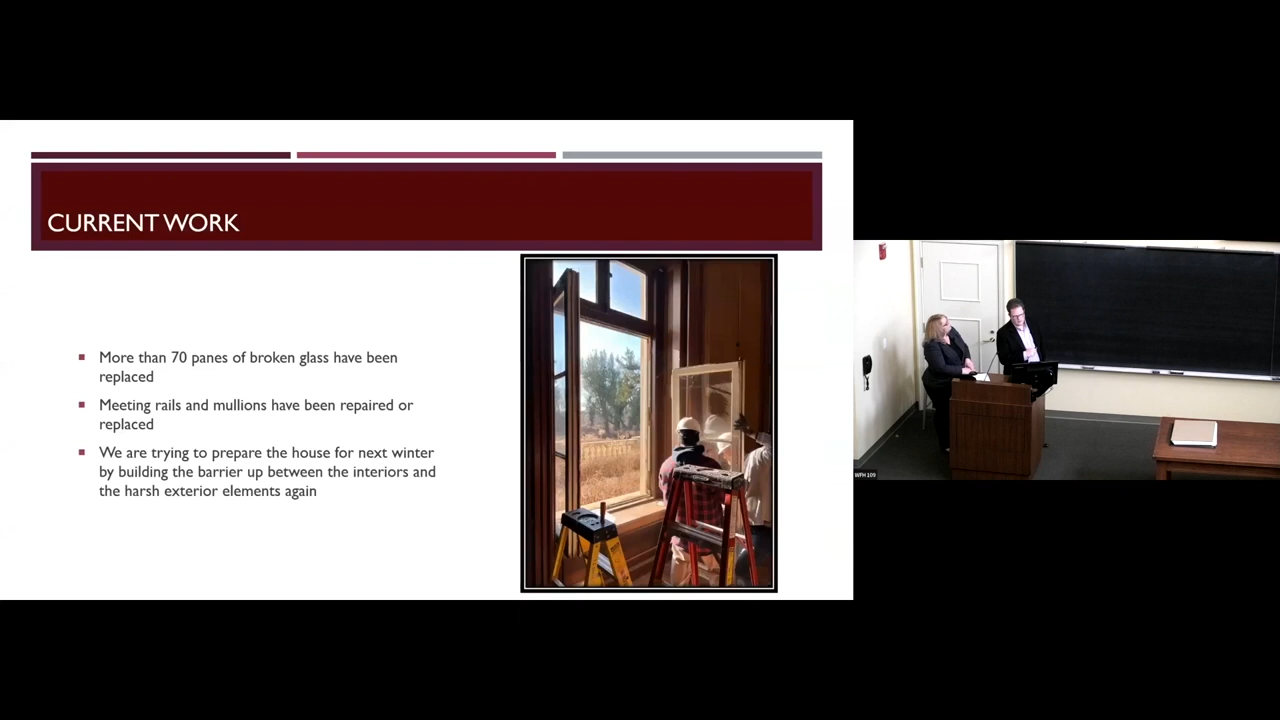 CURRENT WORK
More than 70 panes of broken glass have been
replaced
Meeting rails and mullions have been repaired or
replaced
We are trying to prepare the house for next winter
by building the barrier up between the interiors and
the harsh exterior elements again
WFH 109